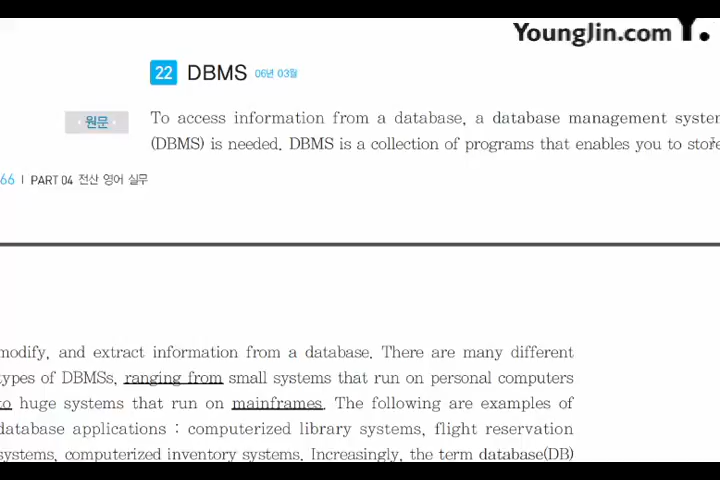 YoungJin.com Y.
22 DBMS 06년 03월
원문 To access information from a database, a database management
(DBMS) is needed. DBMS is a collection of programs that enables you to
66 | PART 04 전산 영어 실무
modify, and extract information from a database. There are many different
types of DBMSs, ranging from small systems that run on personal computers
to huge systems that run on mainframes. The following are examples of
database applications : computerized library systems, flight reservation
systems, computerized inventory systems. Increasingly, the term database(DB)